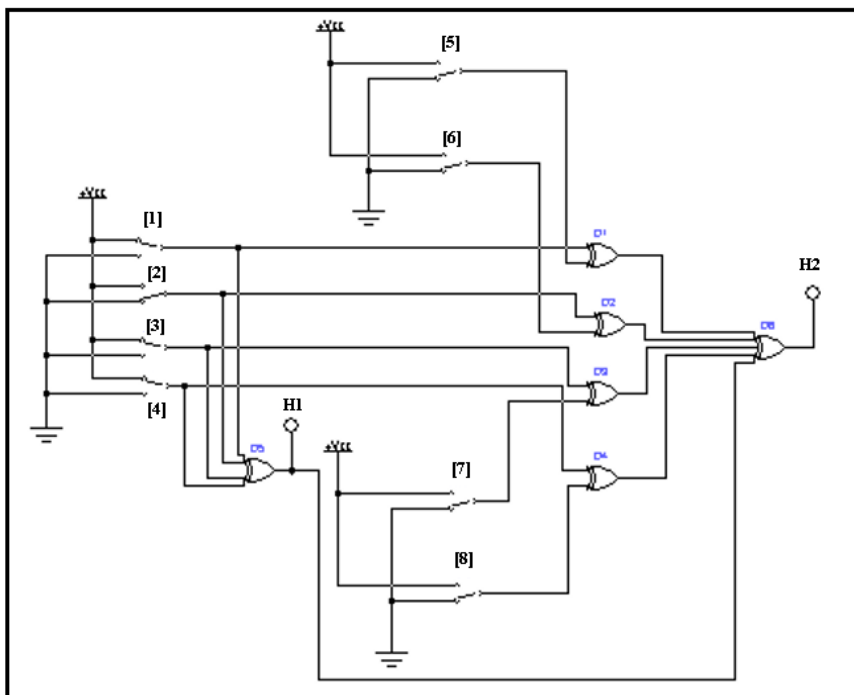 +Vcc
[5]
[6]
+Vcc
[1]
[2]
[3]
[4]
D1
H2
D2
D6
D3
H1
D5
+Vcc
D4
[7]
[8]